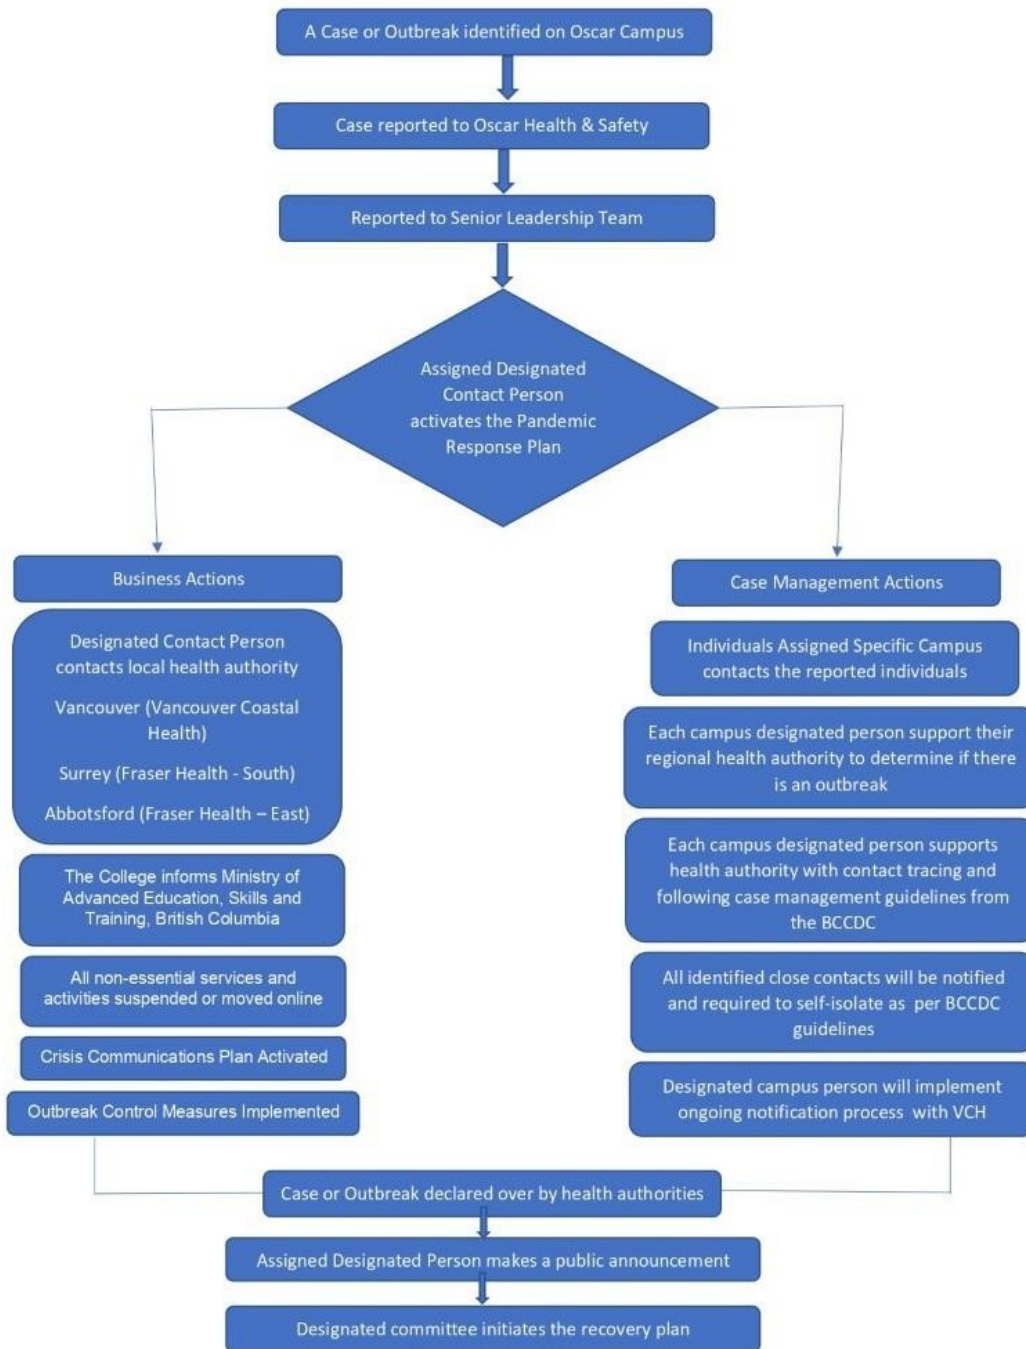 A Case or Outbreak identified on Oscar Campus
Case reported to Oscar Health & Safety
Reported to Senior Leadership Team
Assigned Designated
Contact Person
activates the Pandemic
Response Plan
Business Actions
Designated Contact Person
contacts local health authority
Vancouver (Vancouver Coastal
Health)
Surrey (Fraser Health - South)
Abbotsford (Fraser Health – East)
The College informs Ministry of
Advanced Education, Skills and
Training, British Columbia
All non-essential services and
activities suspended or moved online
Crisis Communications Plan Activated
Outbreak Control Measures Implemented
Case Management Actions
Individuals Assigned Specific Campus
contacts the reported individuals
Each campus designated person support their
regional health authority to determine if there
is an outbreak
Each campus designated person supports
health authority with contact tracing and
following case management guidelines from
the BCCDC
All identified close contacts will be notified
and required to self-isolate as per BCCDC
guidelines
Designated campus person will implement
ongoing notification process with VCH
Case or Outbreak declared over by health authorities
Assigned Designated Person makes a public announcement
Designated committee initiates the recovery plan